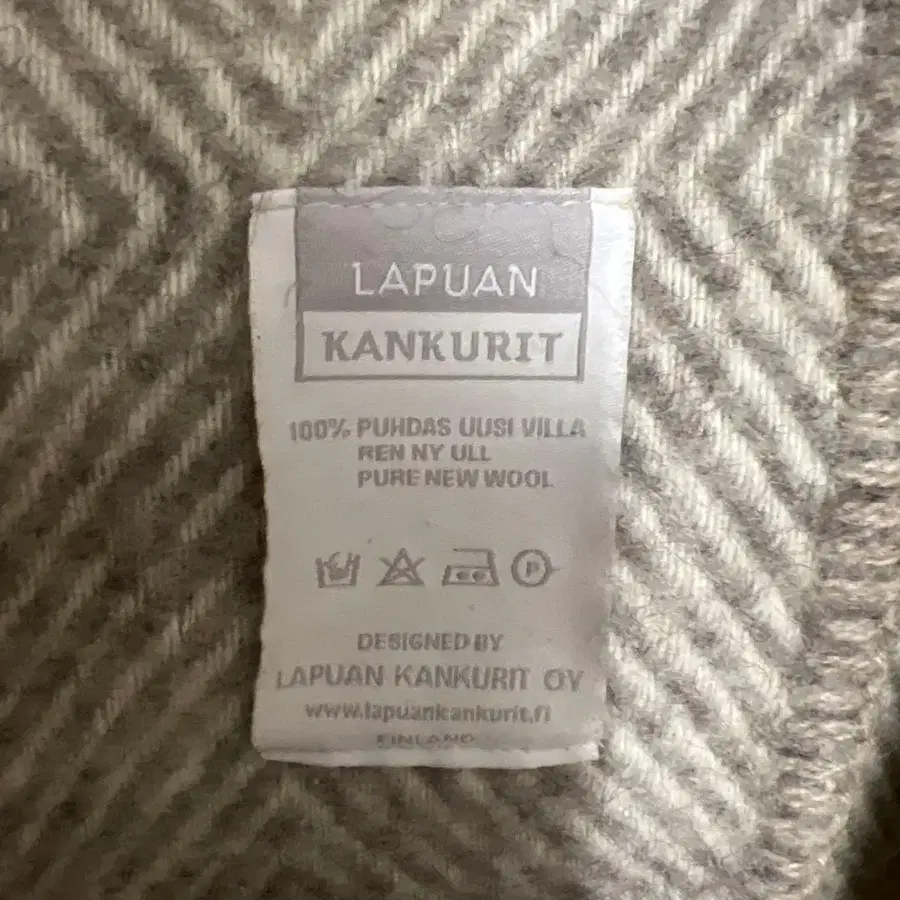 LAPUAN
KANKURIT
100% PUHDAS UUSI VILLA
REN NY ULL
PURE NEW WOOL
P
DESIGNED BY
LAPUAN KANKURIT OY
www.lapuankankurit.fi
FINLAND